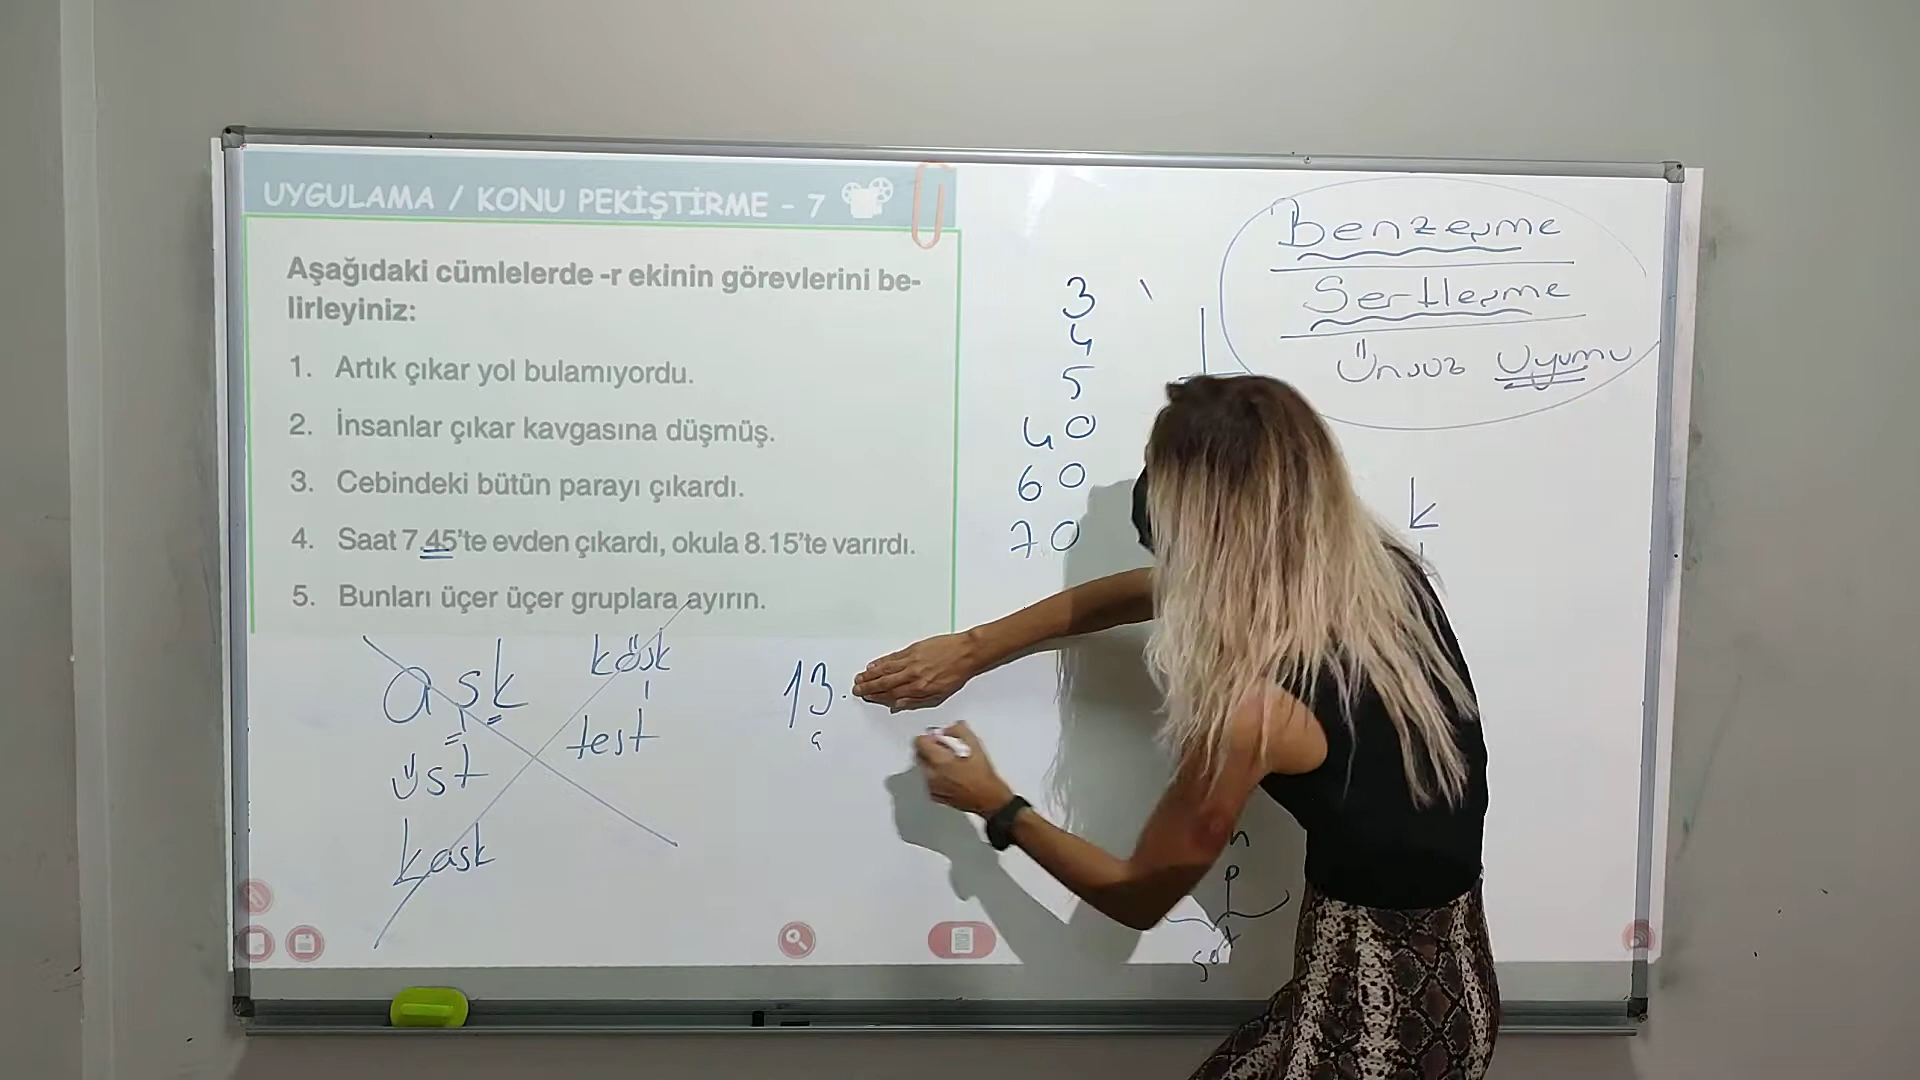 UYGULAMA / KONU PEKİŞTİRME - 7
Aşağıdaki cümlelerde -r ekinin görevlerini be-
lirleyiniz:
1. Artık çıkar yol bulamıyordu.
2. İnsanlar çıkar kavgasına düşmüş.
3. Cebindeki bütün parayı çıkardı.
4. Saat 7.45'te evden çıkardı, okula 8.15'te varırdı.
5. Bunları üçer üçer gruplara ayırın.
aşk
üst
kask
köşk
test
13.
3
4
5
40
60
70
Benzeşme
Sertleşme
Ünsüz Uyumu
k
p